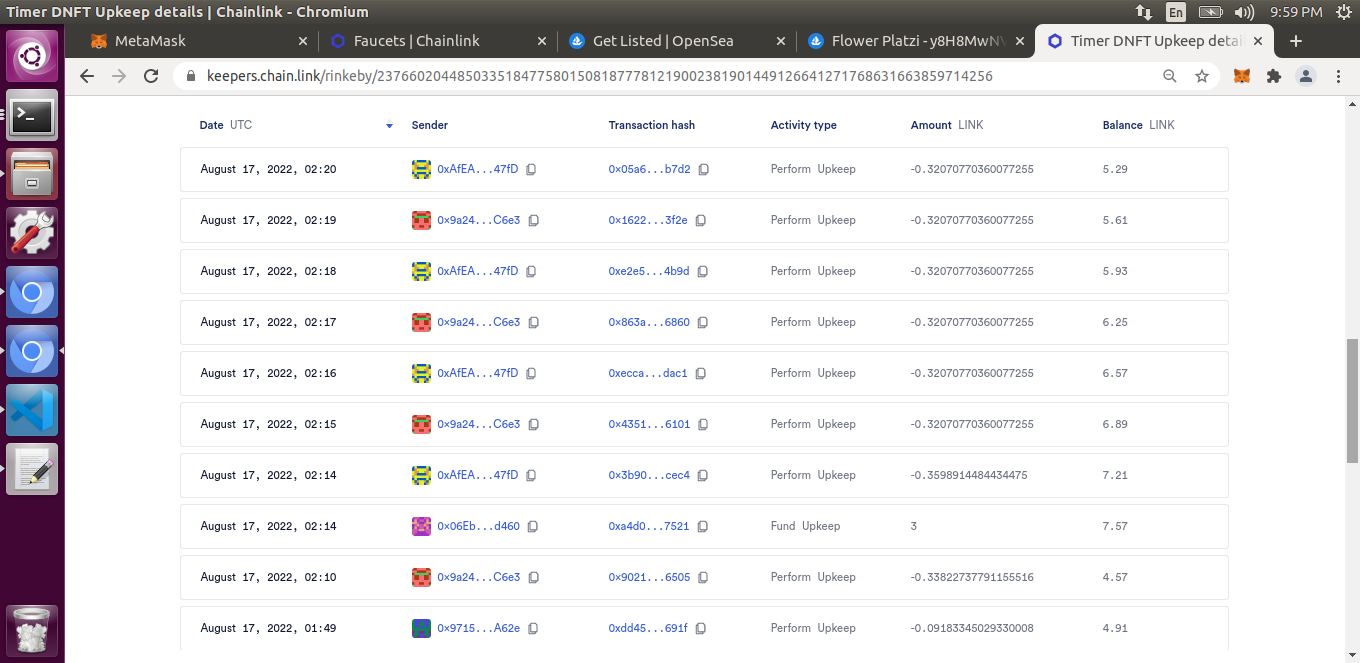 Timer DNFT Upkeep details | Chainlink - Chromium En 9:59 PM
MetaMask Faucets | Chainlink Get Listed | OpenSea Flower Platzi - y8H8MwN Timer DNFT Upkeep detai
keepers.chain.link/rinkeby/23766020448503351847758015081877781219002381901449126641271768631663859714256
Date UTC Sender Transaction hash Activity type Amount LINK Balance LINK
August 17, 2022, 02:20 0xAfEA...47fD 0x05a6...b7d2 Perform Upkeep -0.32070770360077255 5.29
August 17, 2022, 02:19 0x9a24...C6e3 0x1622...3f2e Perform Upkeep -0.32070770360077255 5.61
August 17, 2022, 02:18 0xAfEA...47fD 0xe2e5...4b9d Perform Upkeep -0.32070770360077255 5.93
August 17, 2022, 02:17 0x9a24...C6e3 0x863a...6860 Perform Upkeep -0.32070770360077255 6.25
August 17, 2022, 02:16 0xAfEA...47fD 0xecca...dac1 Perform Upkeep -0.32070770360077255 6.57
August 17, 2022, 02:15 0x9a24...C6e3 0x4351...6101 Perform Upkeep -0.32070770360077255 6.89
August 17, 2022, 02:14 0xAfEA...47fD 0x3b90...cec4 Perform Upkeep -0.3598914484434475 7.21
August 17, 2022, 02:14 0x06Eb...d460 0xa4d0...7521 Fund Upkeep 3 7.57
August 17, 2022, 02:10 0x9a24...C6e3 0x9021...6505 Perform Upkeep -0.33822737791155516 4.57
August 17, 2022, 01:49 0x9715...A62e 0xdd45...691f Perform Upkeep -0.09183345029330008 4.91